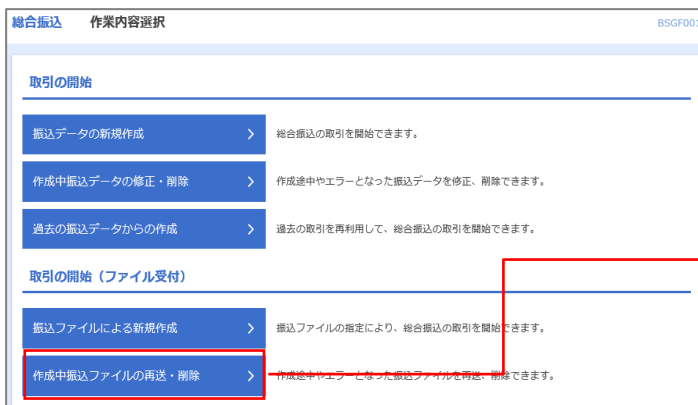 総合振込 作業内容選択 BSGF001
取引の開始
振込データの新規作成 総合振込の取引を開始できます。
作成中振込データの修正・削除 作成途中やエラーとなった振込データを修正、削除できます。
過去の振込データからの作成 過去の取引を再利用して、総合振込の取引を開始できます。
取引の開始（ファイル受付）
振込ファイルによる新規作成 振込ファイルの指定により、総合振込の取引を開始できます。
作成中振込ファイルの再送・削除 作成途中やエラーとなった振込ファイルを再送、削除できます。